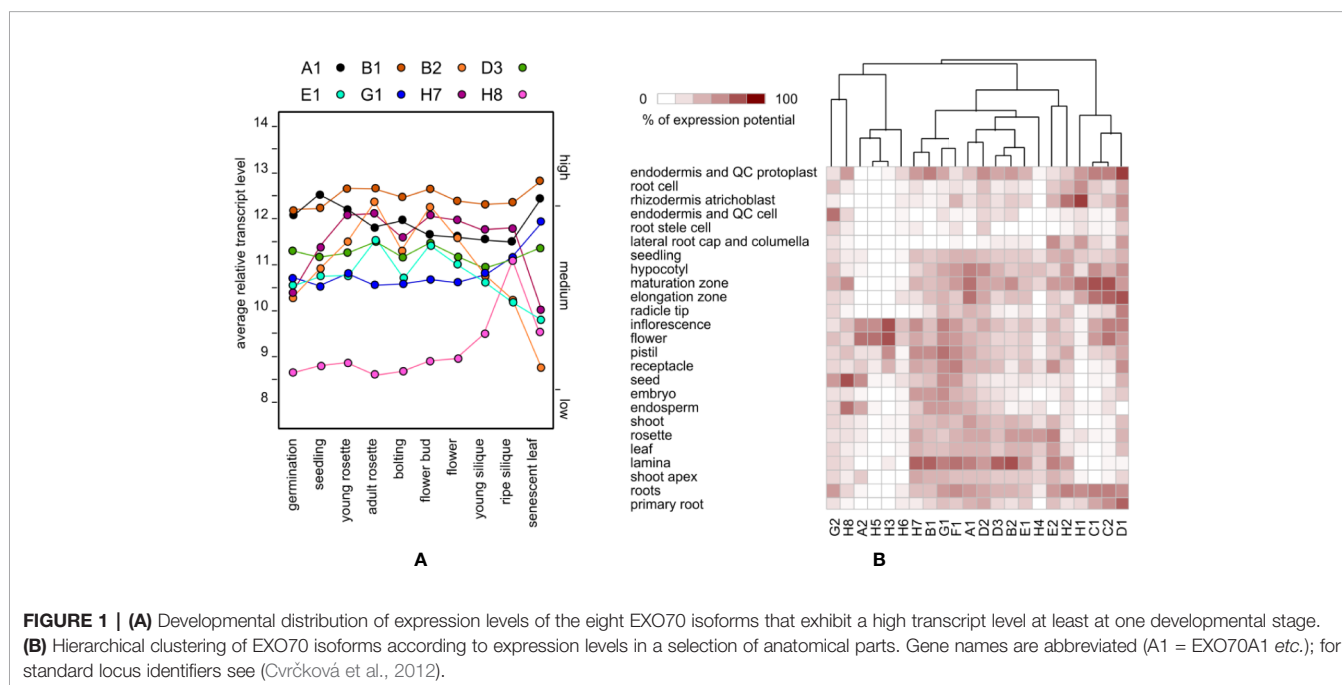 A1 B1 B2 D3
E1 G1 H7 H8
14
13
12
11
10
9
8
average relative transcript level
high
medium
low
germination
seedling
young rosette
adult rosette
bolting
flower bud
flower
young silique
ripe silique
senescent leaf
A
0 100
% of expression potential
endodermis and QC protoplast
root cell
rhizodermis atrichoblast
endodermis and QC cell
root stele cell
lateral root cap and columella
seedling
hypocotyl
maturation zone
elongation zone
radicle tip
inflorescence
flower
pistil
receptacle
seed
embryo
endosperm
shoot
rosette
leaf
lamina
shoot apex
roots
primary root
G2 H8 A2 H5 H3 H6 H7 B1 G1 F1 A1 D2 D3 B2 E1 H4 E2 H2 H1 C1 C2 D1
B
FIGURE 1 | (A) Developmental distribution of expression levels of the eight EXO70 isoforms that exhibit a high transcript level at least at one developmental stage.
(B) Hierarchical clustering of EXO70 isoforms according to expression levels in a selection of anatomical parts. Gene names are abbreviated (A1 = EXO70A1 etc.); for
standard locus identifiers see (Cvrčková et al., 2012).